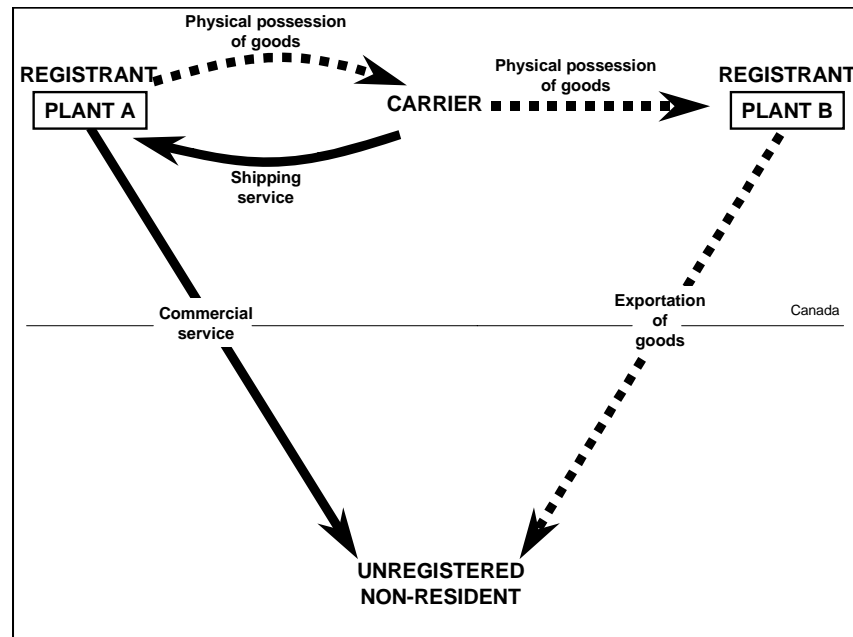 Physical possession
of goods
REGISTRANT
PLANT A
CARRIER
Physical possession
of goods
REGISTRANT
PLANT B
Shipping
service
Commercial
service
Exportation
of
goods
Canada
UNREGISTERED
NON-RESIDENT